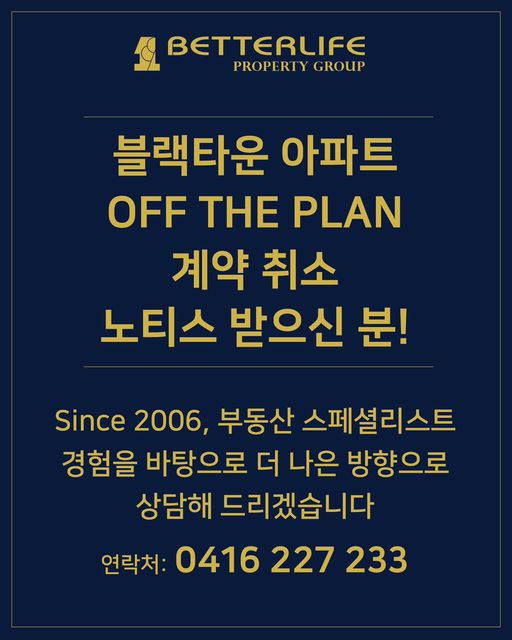 BETTERLIFE
PROPERTY GROUP
블랙타운 아파트
OFF THE PLAN
계약 취소
노티스 받으신 분!
Since 2006, 부동산 스페셜리스트
경험을 바탕으로 더 나은 방향으로
상담해 드리겠습니다
연락처: 0416 227 233